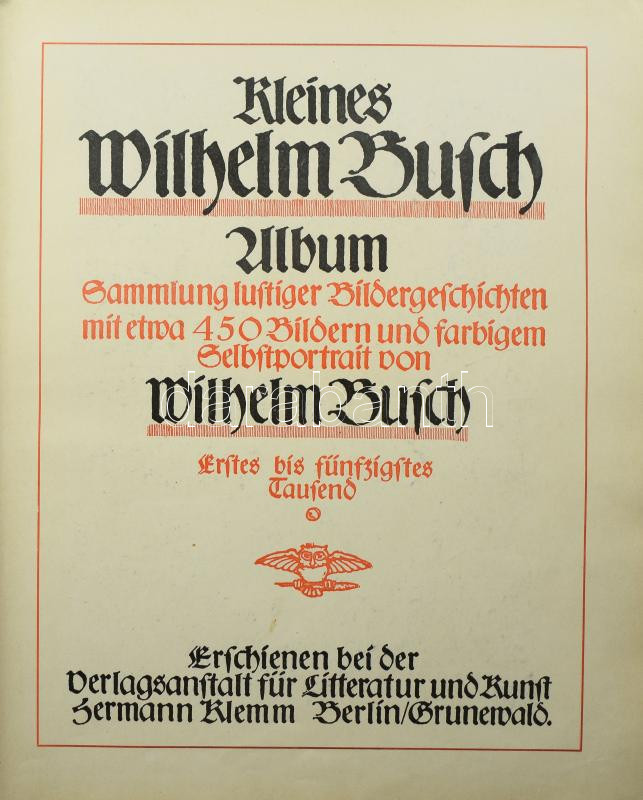 Kleines
Wilhelm Buſch
Album
Sammlung luſtiger Bildergeſchichten
mit etwa 450 Bildern und farbigem
Selbſtportrait von
Wilhelm Buſch
darabanth
Erſtes bis fünfzigſtes
Tauſend
Erſchienen bei der
Verlagsanſtalt für Litteratur und Kunſt
Hermann Klemm Berlin/Grunewald.